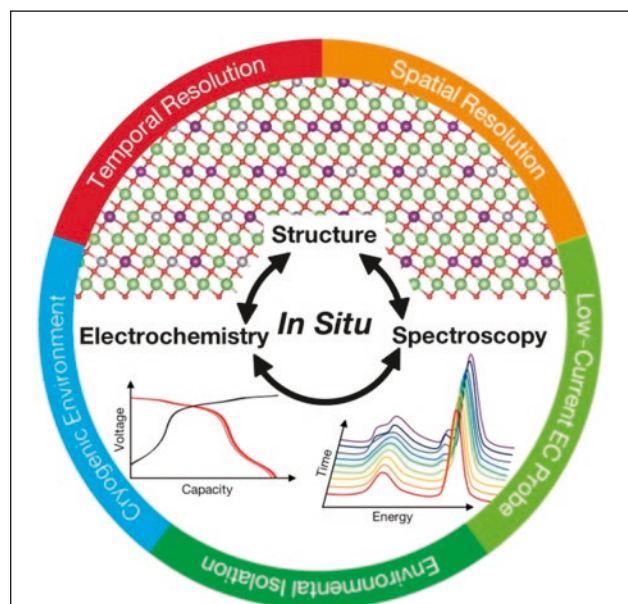 Temporal Resolution
Spatial Resolution
Structure
In Situ
Electrochemistry
Spectroscopy
Cryogenic Environment
Low-Current EC Probe
Voltage
Capacity
Time
Energy
Environmental Isolation